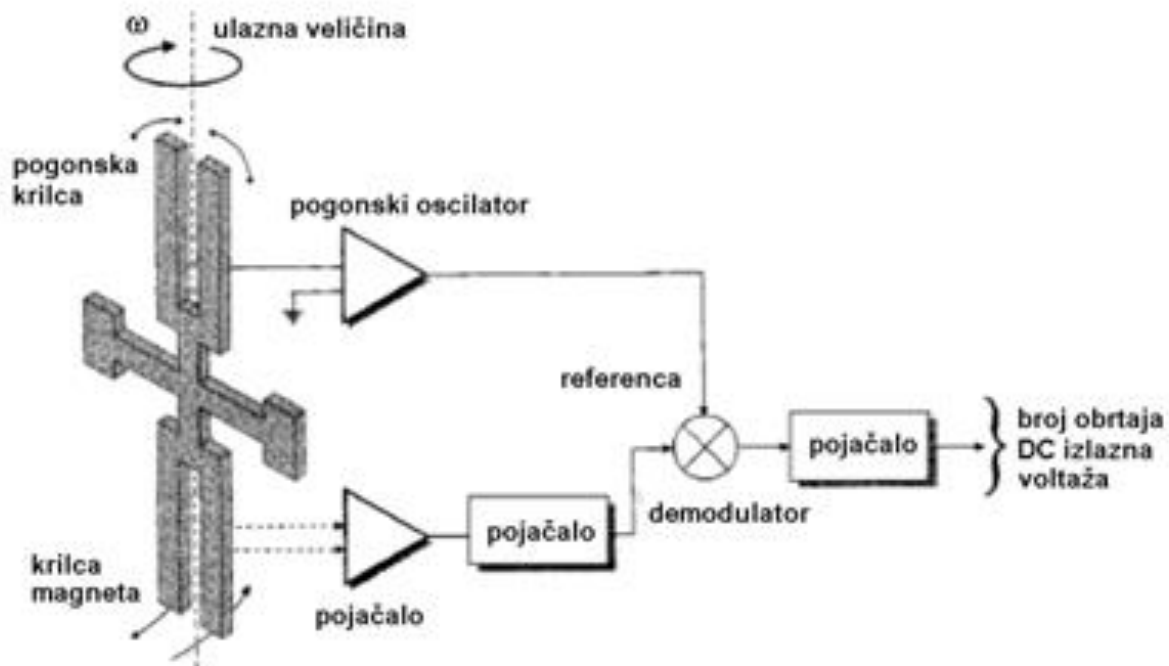 ω
ulazna veličina
pogonska
krilca
pogonski oscilator
referenca
broj obrtaja
DC izlazna
voltaža
pojačalo
demodulator
pojačalo
krilca
magneta
pojačalo